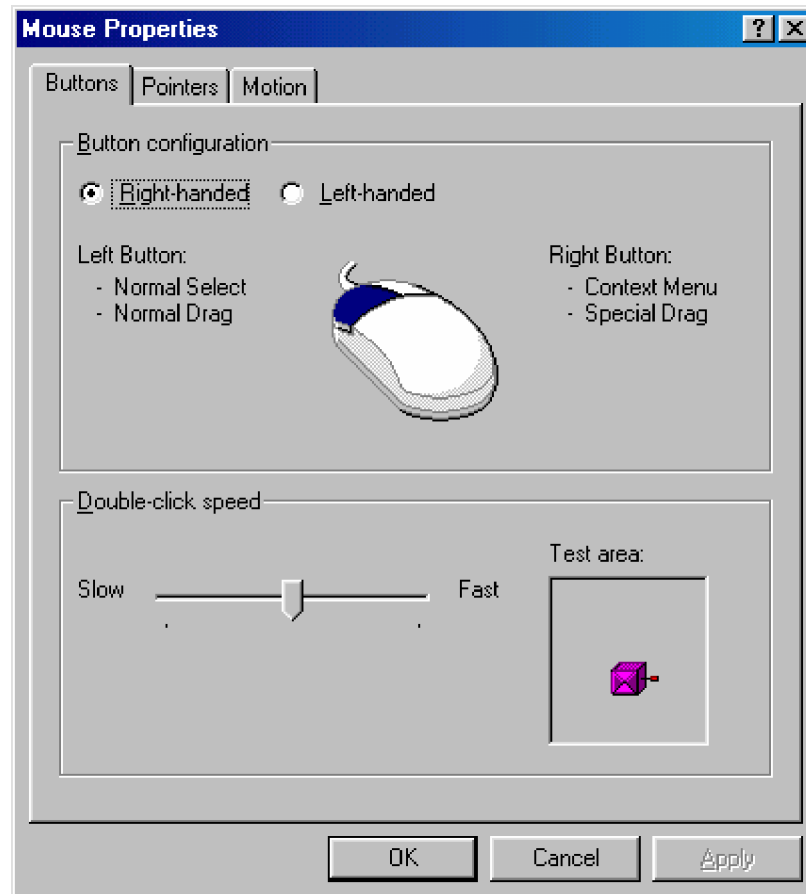 Mouse Properties
Buttons Pointers Motion
Button configuration
Right-handed Left-handed
Left Button:
- Normal Select
- Normal Drag
Right Button:
- Context Menu
- Special Drag
Double-click speed
Test area:
Slow Fast
OK Cancel Apply